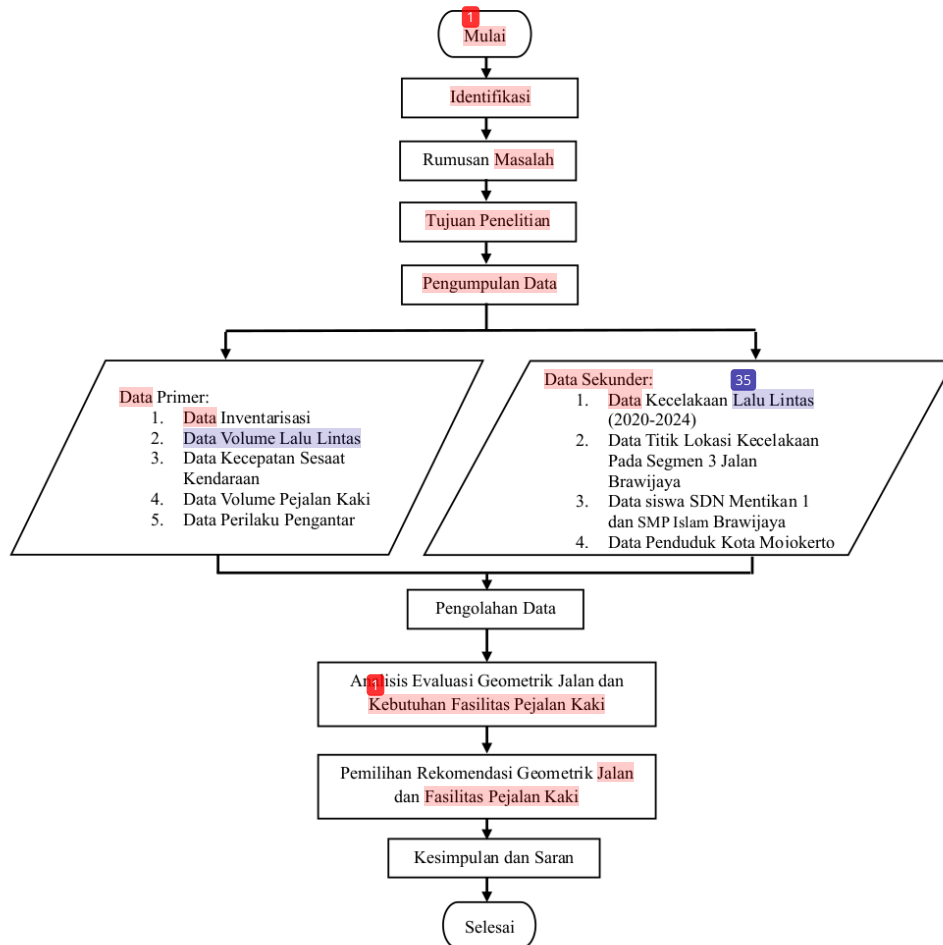 1
Mulai
Identifikasi
Rumusan Masalah
Tujuan Penelitian
Pengumpulan Data
Data Primer:
1. Data Inventarisasi
2. Data Volume Lalu Lintas
3. Data Kecepatan Sesaat
Kendaraan
4. Data Volume Pejalan Kaki
5. Data Perilaku Pengantar
Data Sekunder:
35
1. Data Kecelakaan Lalu Lintas
(2020-2024)
2. Data Titik Lokasi Kecelakaan
Pada Segmen 3 Jalan
Brawijaya
3. Data siswa SDN Mentikan 1
dan SMP Islam Brawijaya
4. Data Penduduk Kota Mojokerto
Pengolahan Data
Analisis Evaluasi Geometrik Jalan dan
1
Kebutuhan Fasilitas Pejalan Kaki
Pemilihan Rekomendasi Geometrik Jalan
dan Fasilitas Pejalan Kaki
Kesimpulan dan Saran
Selesai